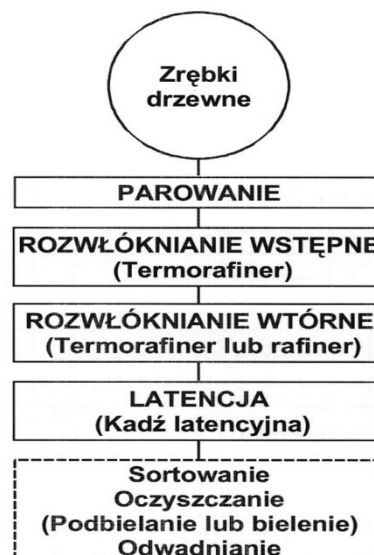 Zrębki
drzewne
PAROWANIE
ROZWŁÓKNIANIE WSTĘPNE
(Termorafiner)
ROZWŁÓKNIANIE WTÓRNE
(Termorafiner lub rafiner)
LATENCJA
(Kadź latencyjna)
Sortowanie
Oczyszczanie
(Podbielanie lub bielenie)
Odwadnianie